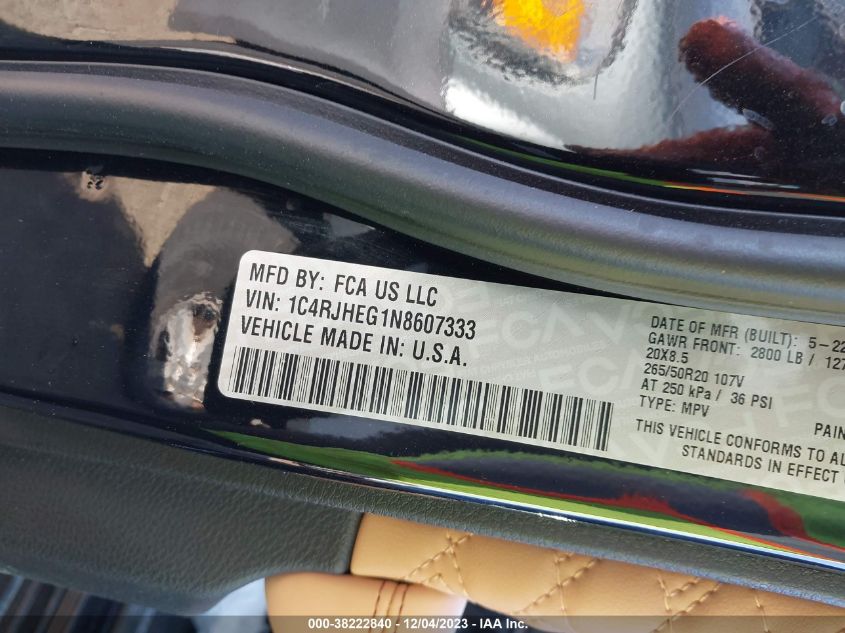 MFD BY: FCA US LLC
VIN: 1C4RJHEG1N8607333
VEHICLE MADE IN: U.S.A.
DATE OF MFR (BUILT): 5-22
GAWR FRONT: 2800 LB / 127
20X8.5
265/50R20 107V
AT 250 kPa / 36 PSI
TYPE: MPV
PAIN
THIS VEHICLE CONFORMS TO AL
STANDARDS IN EFFECT
000-38222840 - 12/04/2023 - IAA Inc.